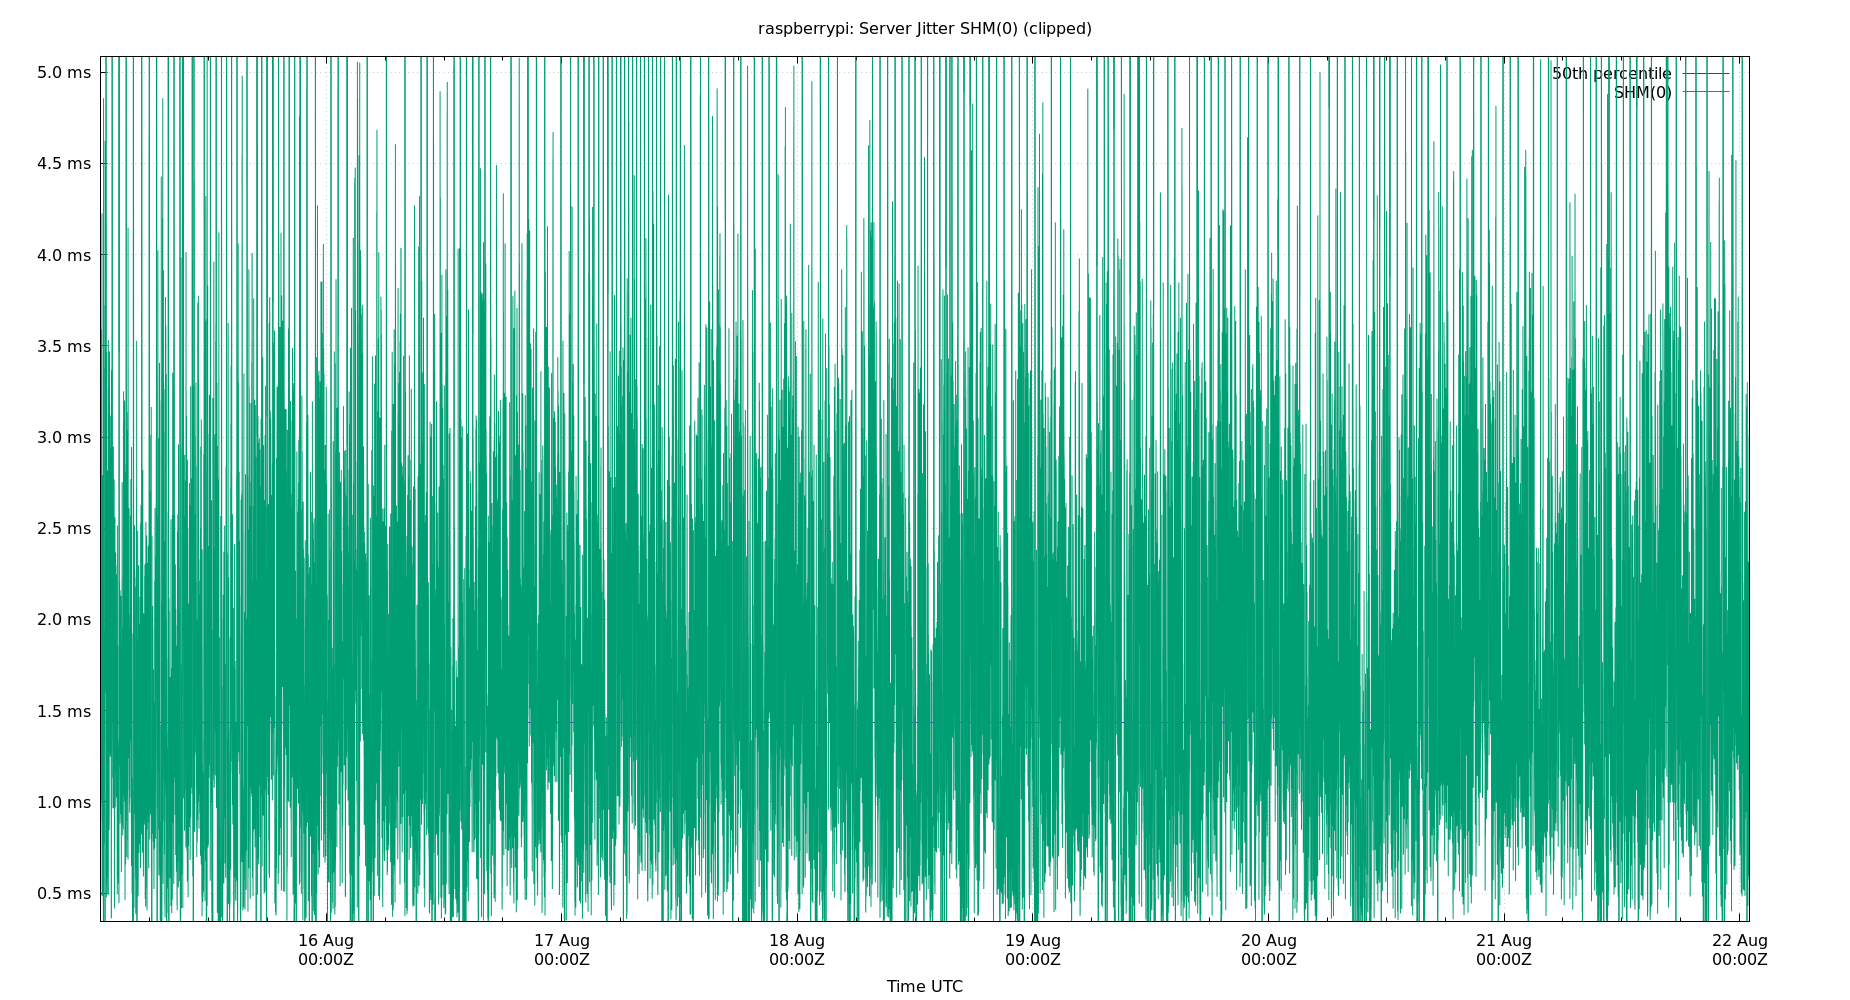 raspberrypi: Server Jitter SHM(0) (clipped)
5.0 ms
4.5 ms
4.0 ms
3.5 ms
3.0 ms
2.5 ms
2.0 ms
1.5 ms
1.0 ms
0.5 ms
50th percentile
SHM(0)
16 Aug 17 Aug 18 Aug 19 Aug 20 Aug 21 Aug 22 Aug
00:00Z 00:00Z 00:00Z 00:00Z 00:00Z 00:00Z 00:00Z
Time UTC